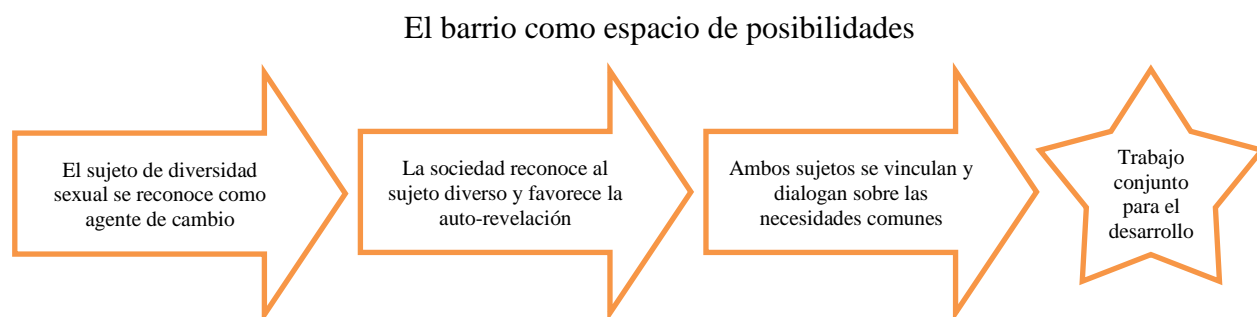 El barrio como espacio de posibilidades
El sujeto de diversidad
sexual se reconoce como
agente de cambio
La sociedad reconoce al
sujeto diverso y favorece la
auto-revelación
Ambos sujetos se vinculan y
dialogan sobre las
necesidades comunes
Trabajo
conjunto
para el
desarrollo